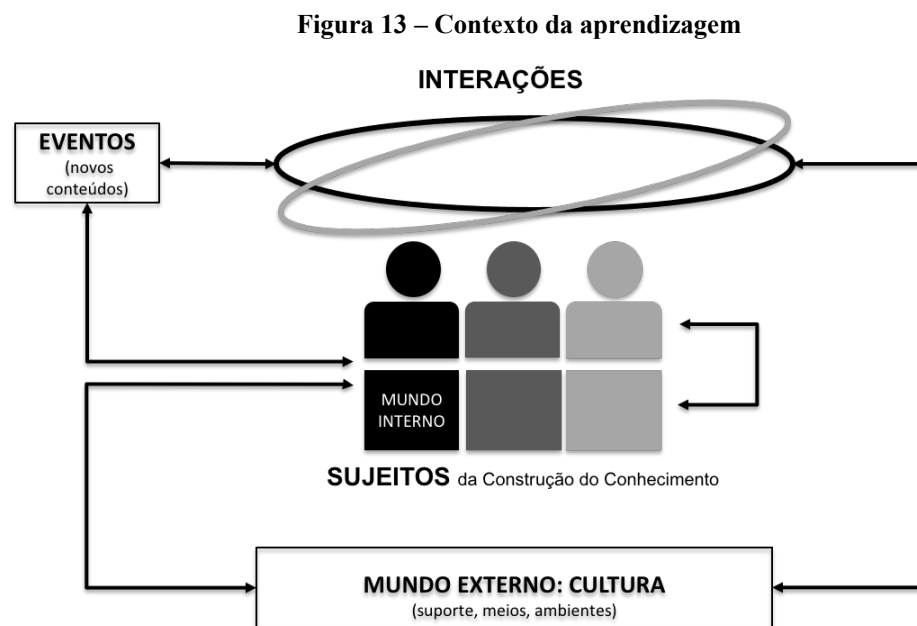 Figura 13 – Contexto da aprendizagem
INTERAÇÕES
EVENTOS
(novos
conteúdos)
MUNDO
INTERNO
SUJEITOS da Construção do Conhecimento
MUNDO EXTERNO: CULTURA
(suporte, meios, ambientes)